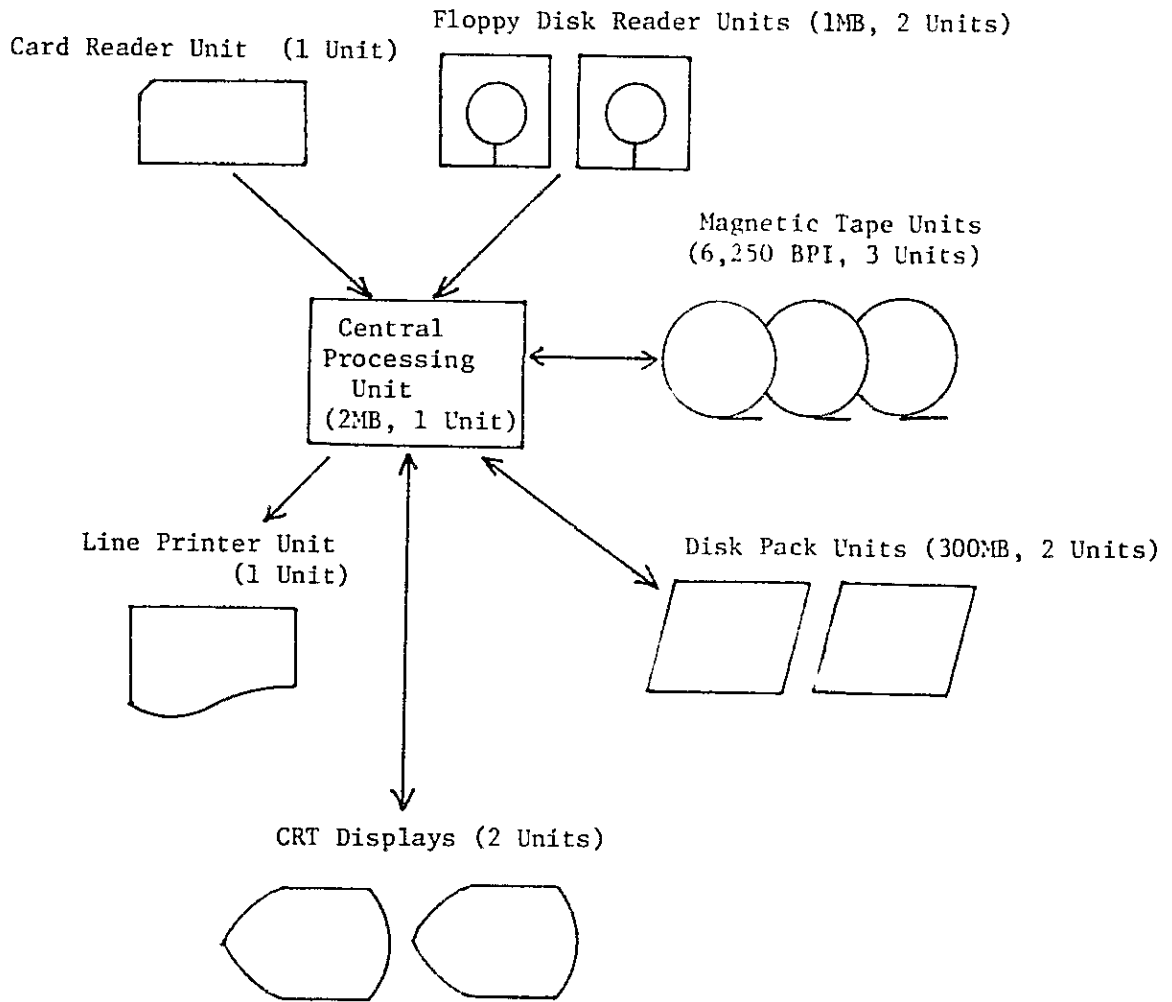 Floppy Disk Reader Units (1MB, 2 Units)
Card Reader Unit (1 Unit)
Magnetic Tape Units
(6,250 BPI, 3 Units)
Central
Processing
Unit
(2MB, 1 Unit)
Line Printer Unit
(1 Unit)
Disk Pack Units (300MB, 2 Units)
CRT Displays (2 Units)